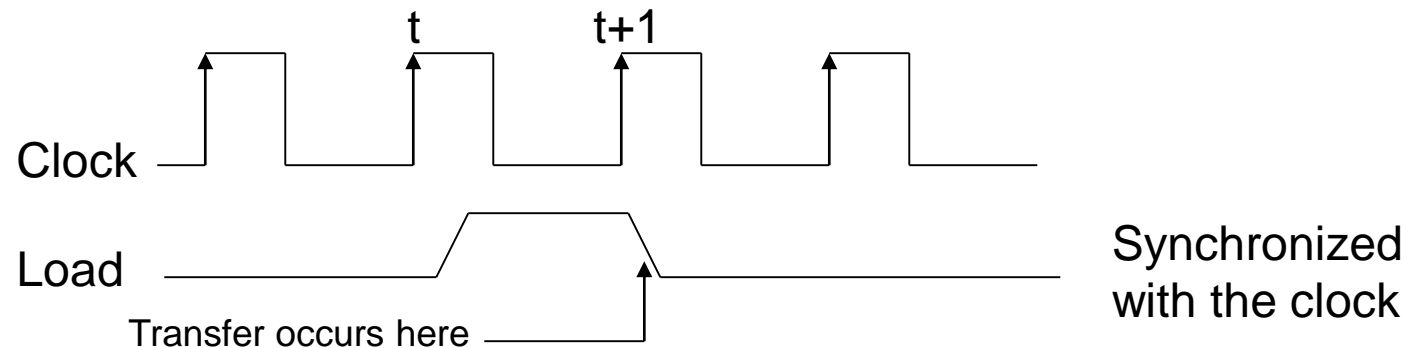 t
t+1
Clock
Load
Synchronized
with the clock
Transfer occurs here